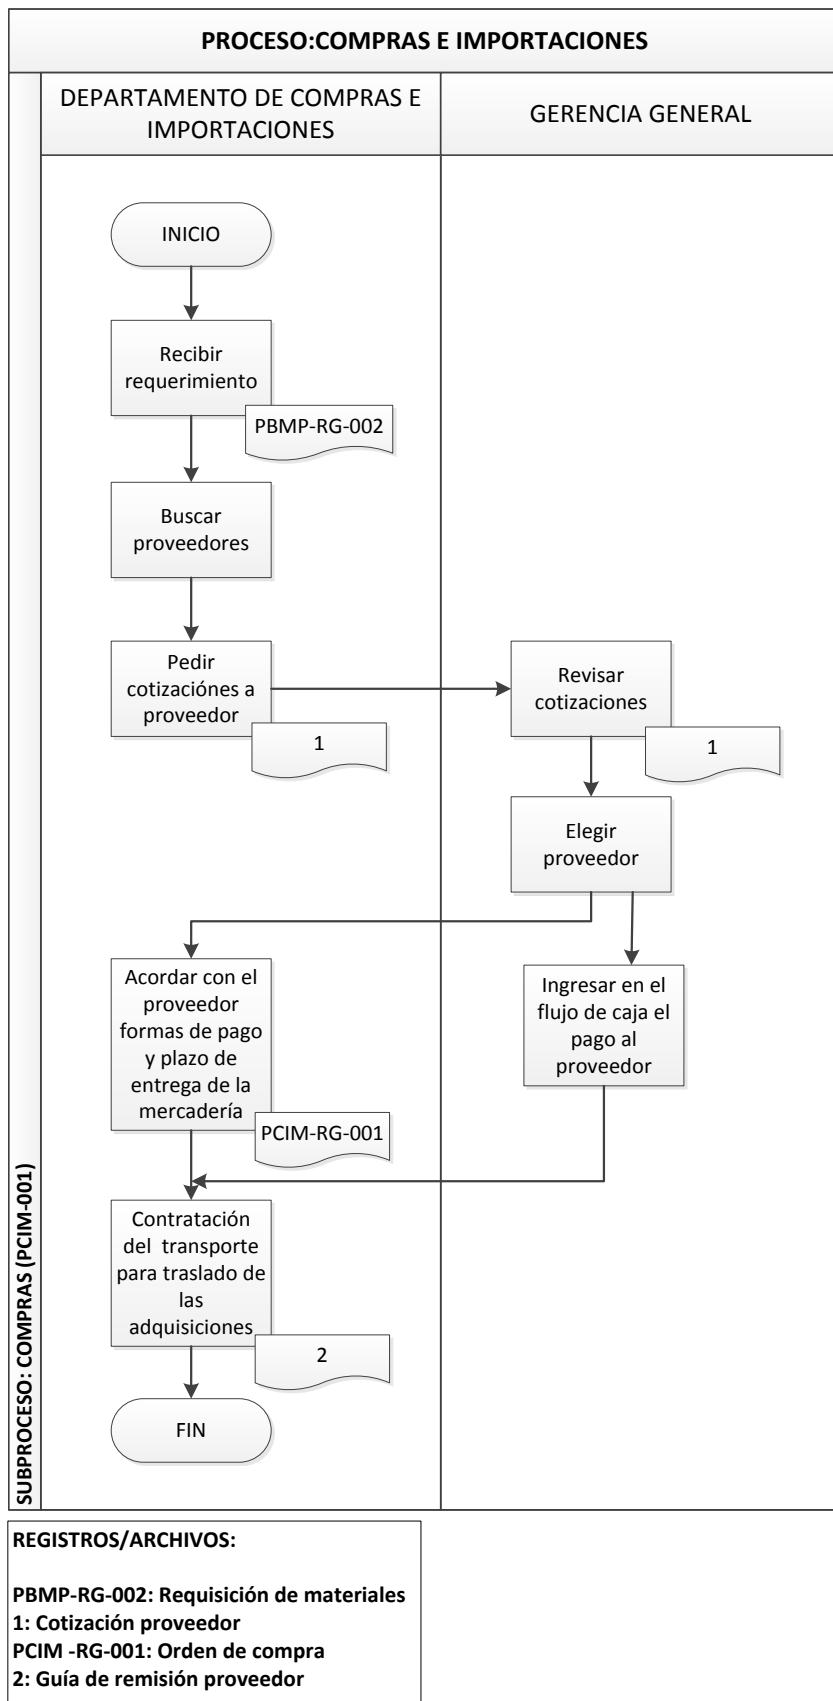 PROCESO:COMPRAS E IMPORTACIONES
DEPARTAMENTO DE COMPRAS E
IMPORTACIONES
GERENCIA GENERAL
SUBPROCESO: COMPRAS (PCIM-001)
INICIO
Recibir
requerimiento
PBMP-RG-002
Buscar
proveedores
Pedir
cotizaciónes a
proveedor
1
Revisar
cotizaciones
1
Elegir
proveedor
Acordar con el
proveedor
formas de pago
y plazo de
entrega de la
mercadería
PCIM-RG-001
Ingresar en el
flujo de caja el
pago al
proveedor
Contratación
del transporte
para traslado de
las
adquisiciones
2
FIN
REGISTROS/ARCHIVOS:
PBMP-RG-002: Requisición de materiales
1: Cotización proveedor
PCIM -RG-001: Orden de compra
2: Guía de remisión proveedor